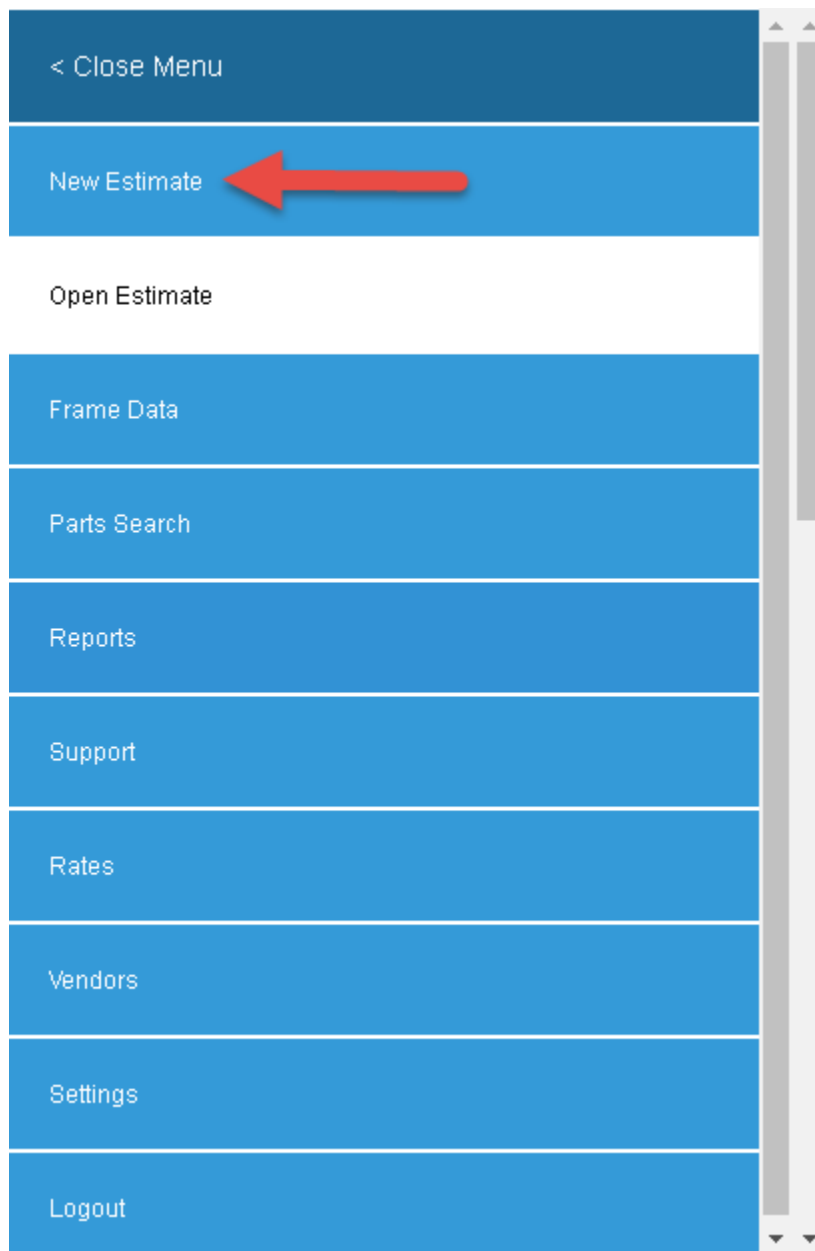 < Close Menu
New Estimate
Open Estimate
Frame Data
Parts Search
Reports
Support
Rates
Vendors
Settings
Logout